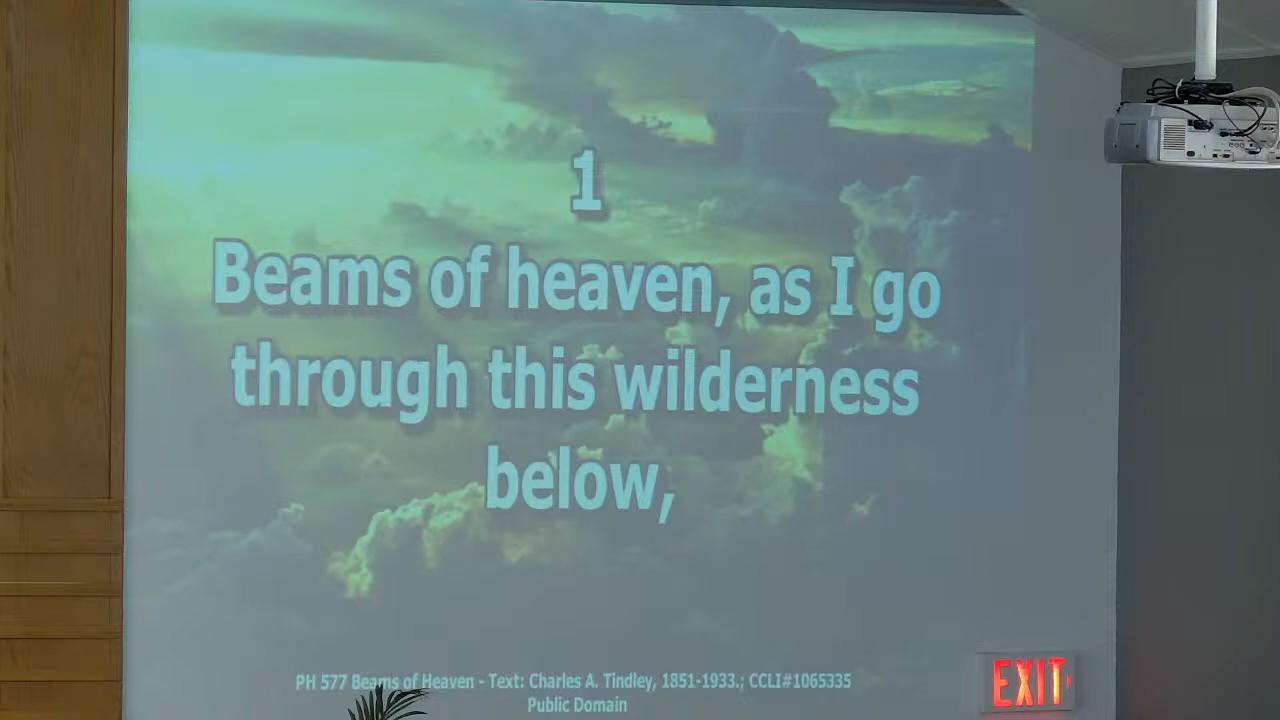 1
Beams of heaven, as I go
through this wilderness
below,
PH 577 Beams of Heaven - Text: Charles A. Tindley, 1851-1933.; CCLI#1065335
Public Domain
EXIT